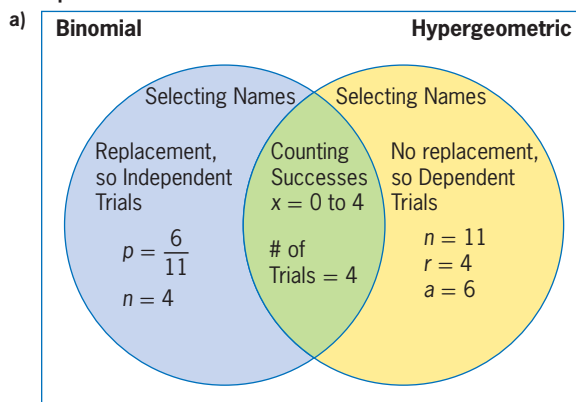 a)
Binomial
Hypergeometric
Selecting Names
Replacement,
so Independent
Trials
p = 6/11
n = 4
Counting
Successes
x = 0 to 4
# of
Trials = 4
Selecting Names
No replacement,
so Dependent
Trials
n = 11
r = 4
a = 6